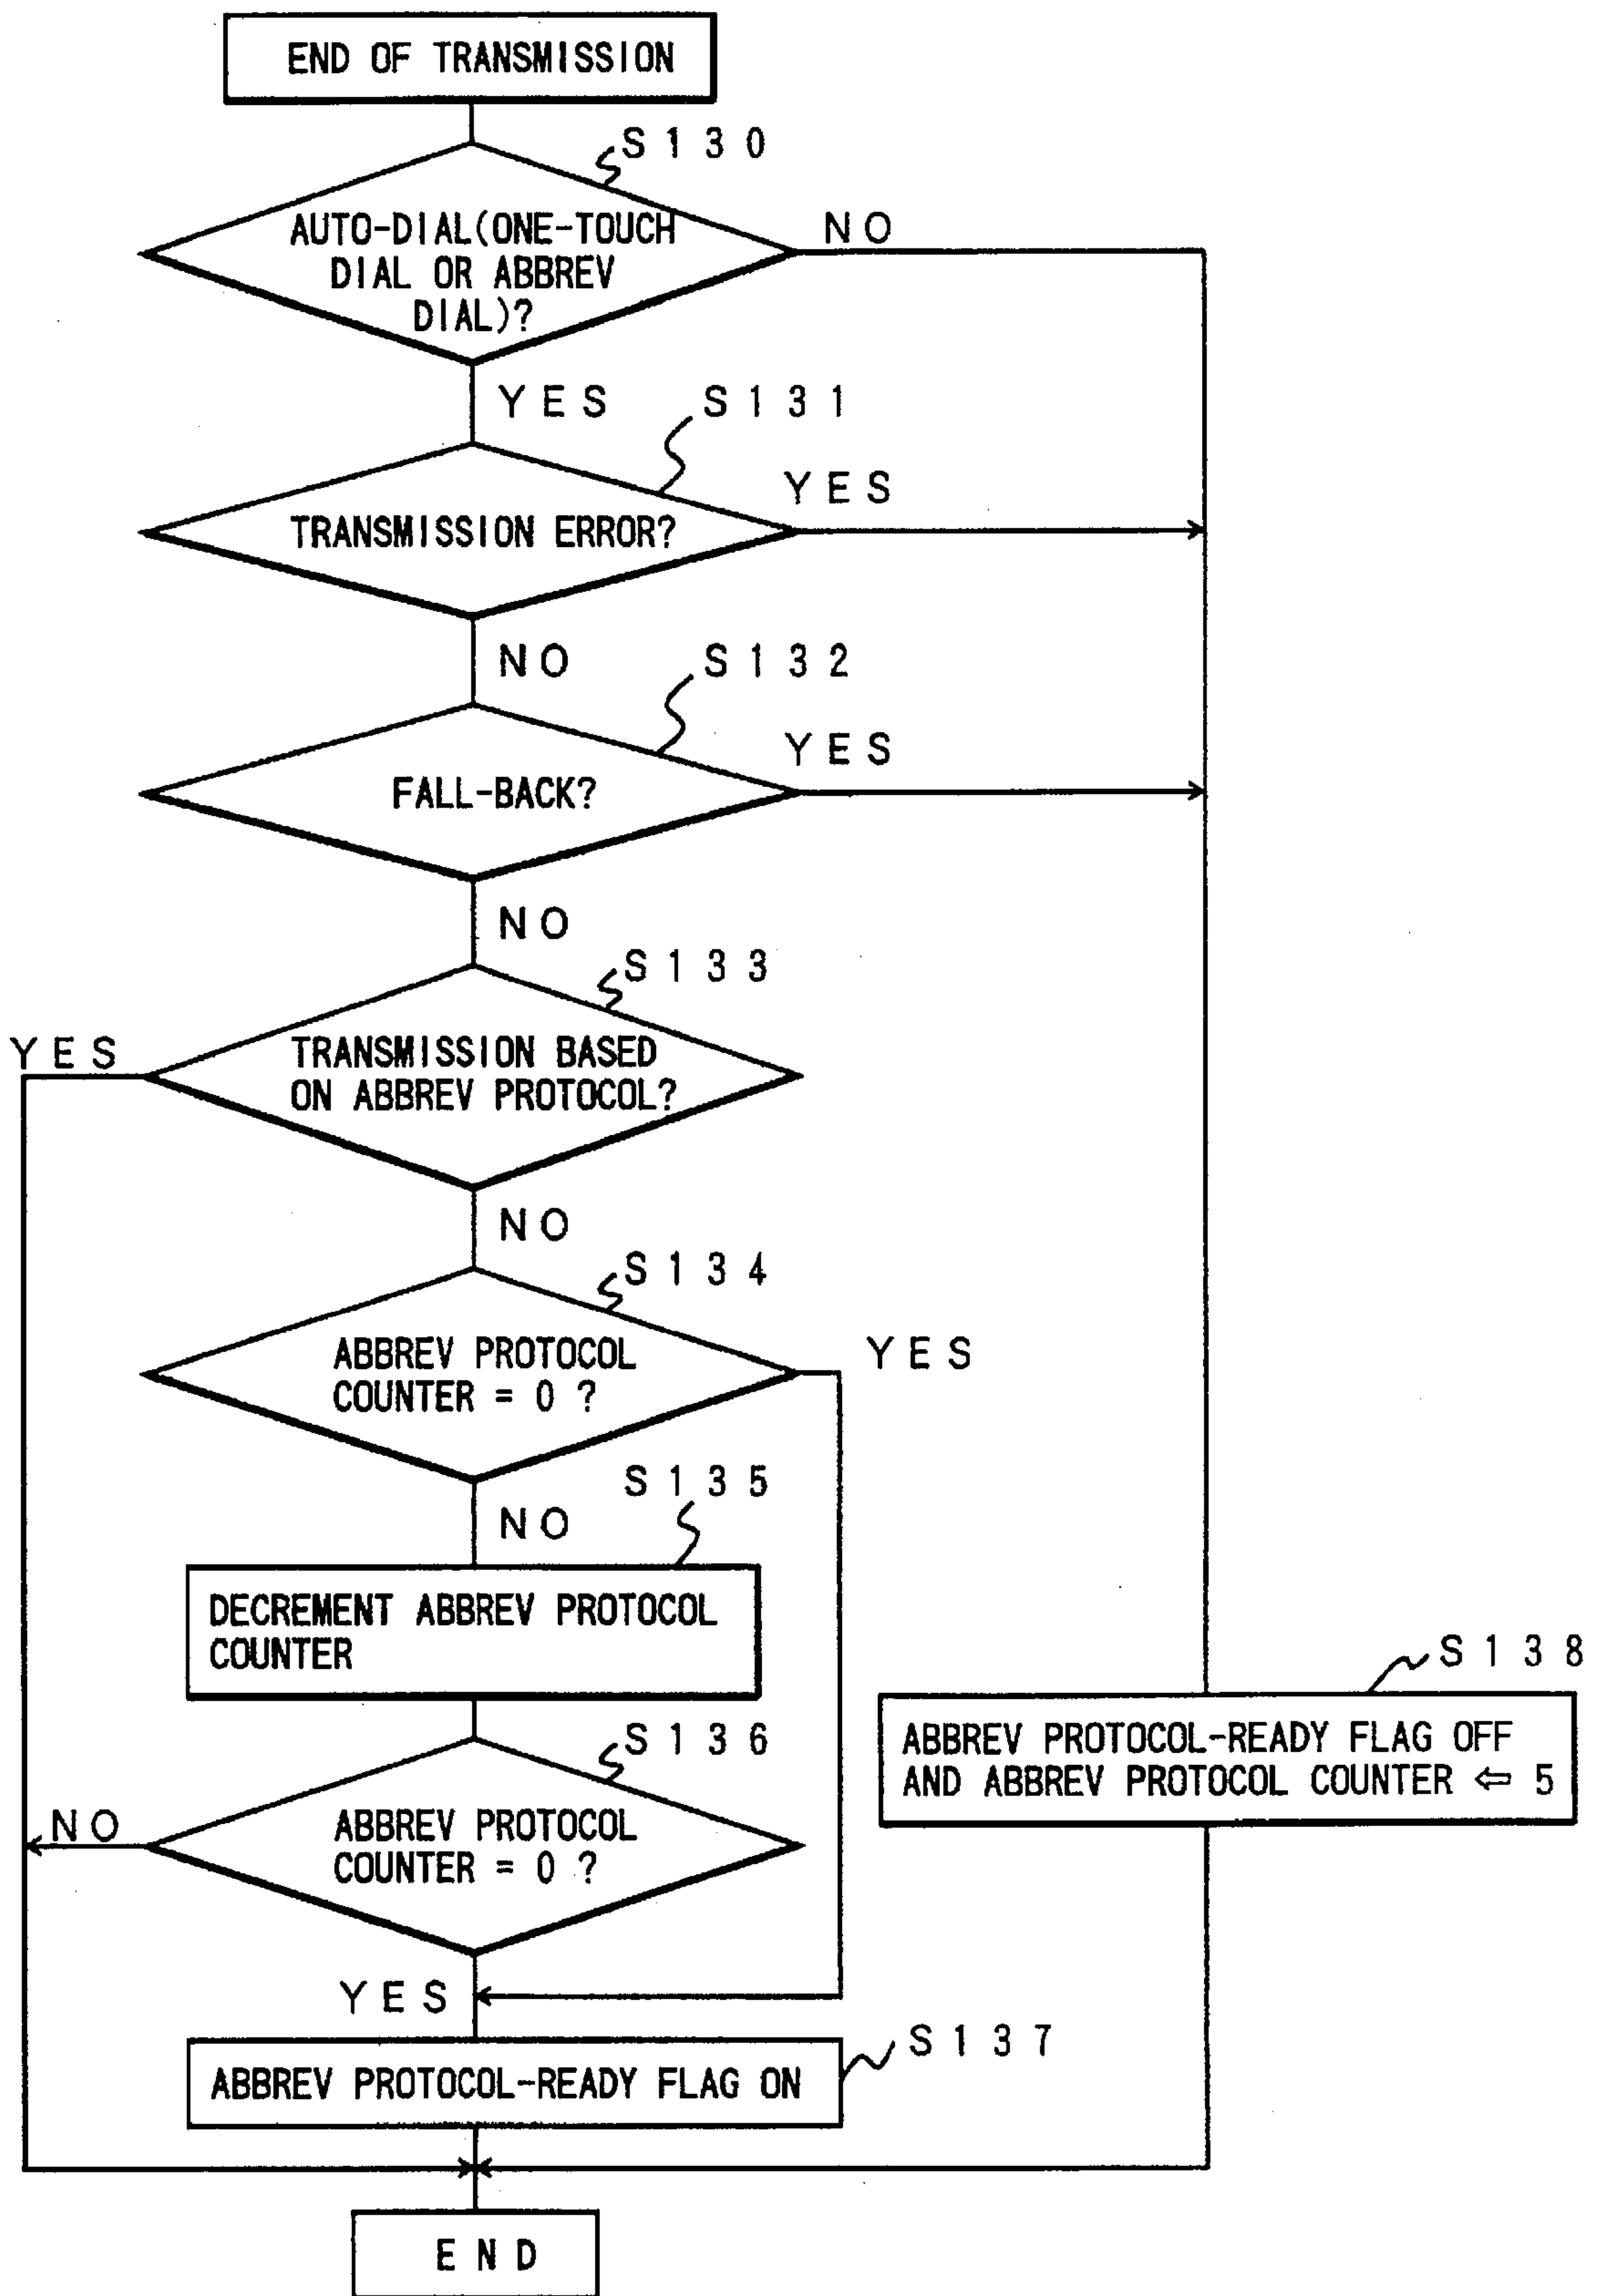 END OF TRANSMISSION
S130
AUTO-DIAL(ONE-TOUCH
DIAL OR ABBREV
DIAL)?
NO
YES
S131
TRANSMISSION ERROR?
YES
NO
S132
FALL-BACK?
YES
NO
S133
TRANSMISSION BASED
ON ABBREV PROTOCOL?
YES
NO
S134
ABBREV PROTOCOL
COUNTER = 0 ?
YES
NO
S135
DECREMENT ABBREV PROTOCOL
COUNTER
S136
ABBREV PROTOCOL
COUNTER = 0 ?
NO
YES
S137
ABBREV PROTOCOL-READY FLAG ON
S138
ABBREV PROTOCOL-READY FLAG OFF
AND ABBREV PROTOCOL COUNTER ⇐ 5
END